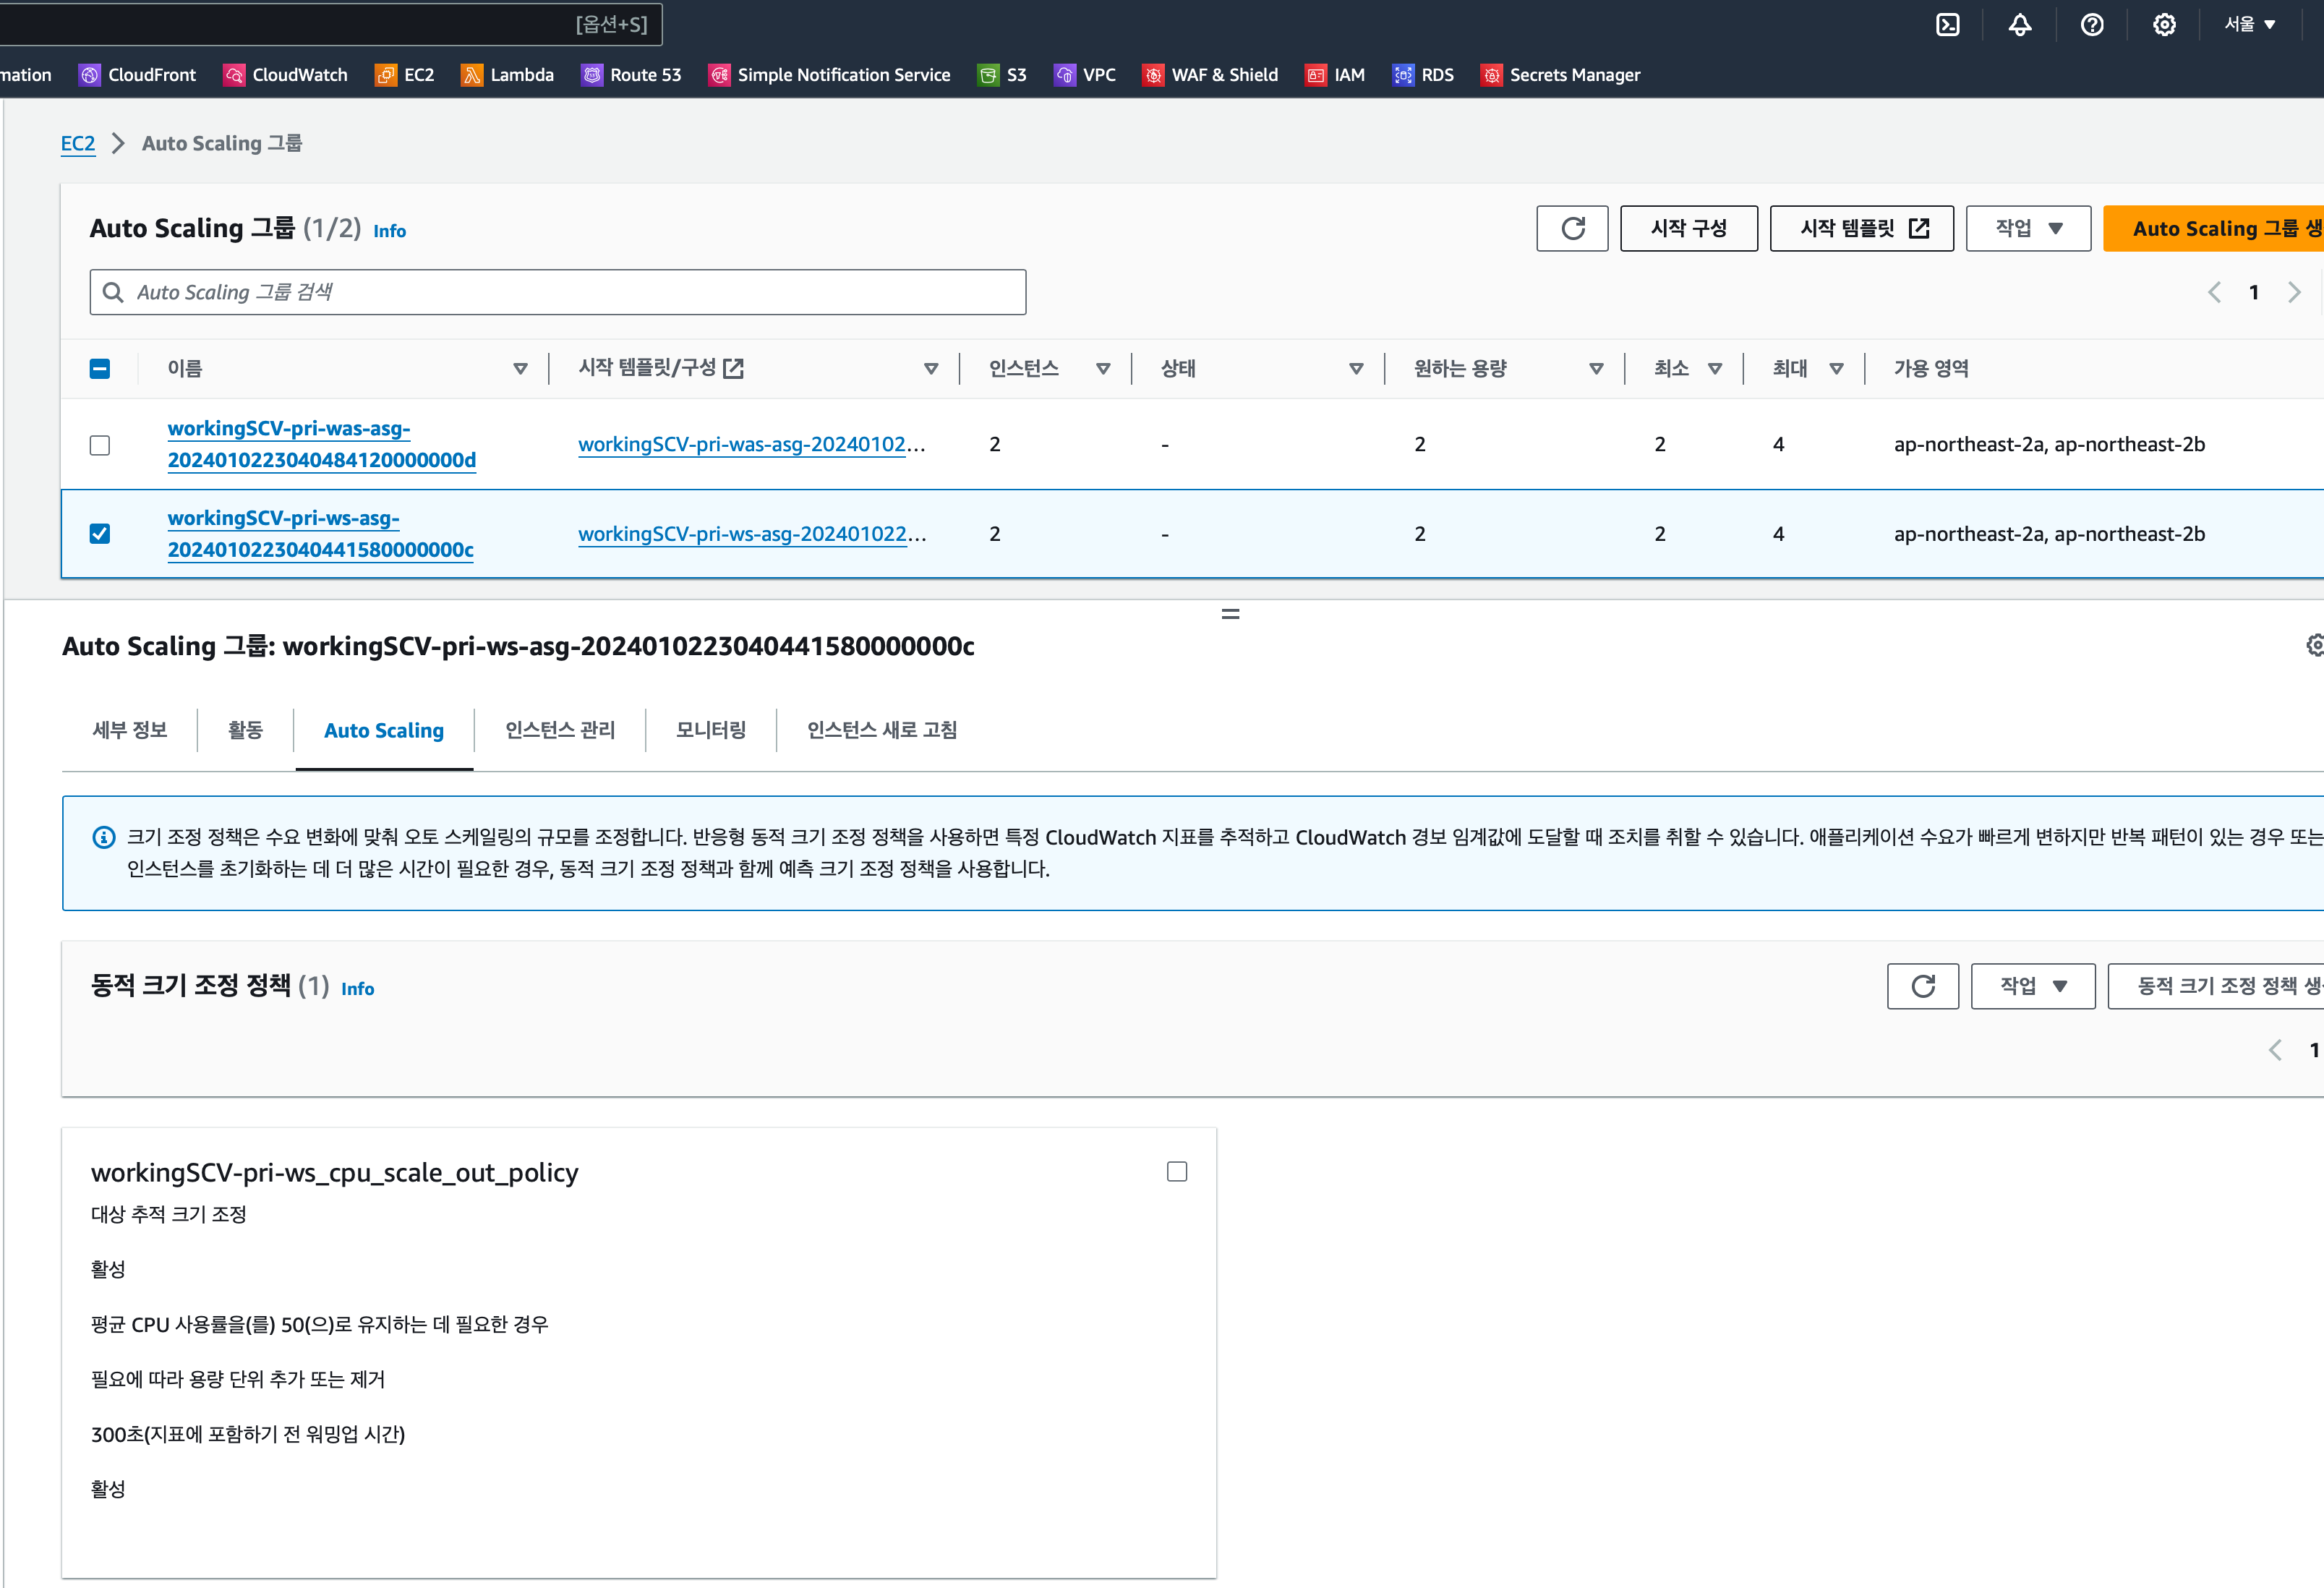 [옵션+S]
서울 ▼
mation CloudFront CloudWatch EC2 Lambda Route 53 Simple Notification Service S3 VPC WAF & Shield IAM RDS Secrets Manager
EC2 > Auto Scaling 그룹
Auto Scaling 그룹 (1/2) Info
시작 구성
시작 템플릿
작업 ▼
Auto Scaling 그룹 생
Auto Scaling 그룹 검색
1
이름 시작 템플릿/구성 인스턴스 상태 원하는 용량 최소 최대 가용 영역
workingSCV-pri-was-asg-
20240102230404841200000000d
workingSCV-pri-was-asg-20240102... 2 - 2 2 4 ap-northeast-2a, ap-northeast-2b
workingSCV-pri-ws-asg-
20240102230404415800000000c
workingSCV-pri-ws-asg-202401022... 2 - 2 2 4 ap-northeast-2a, ap-northeast-2b
Auto Scaling 그룹: workingSCV-pri-ws-asg-20240102230404415800000000c
세부 정보 활동 Auto Scaling 인스턴스 관리 모니터링 인스턴스 새로 고침
크기 조정 정책은 수요 변화에 맞춰 오토 스케일링의 규모를 조정합니다. 반응형 동적 크기 조정 정책을 사용하면 특정 CloudWatch 지표를 추적하고 CloudWatch 경보 임계값에 도달할 때 조치를 취할 수 있습니다. 애플리케이션 수요가 빠르게 변하지만 반복 패턴이 있는 경우 또는
인스턴스를 초기화하는 데 더 많은 시간이 필요한 경우, 동적 크기 조정 정책과 함께 예측 크기 조정 정책을 사용합니다.
동적 크기 조정 정책 (1) Info
작업 ▼
동적 크기 조정 정책 생
1
workingSCV-pri-ws_cpu_scale_out_policy
대상 추적 크기 조정
활성
평균 CPU 사용률을(를) 50(으)로 유지하는 데 필요한 경우
필요에 따라 용량 단위 추가 또는 제거
300초(지표에 포함하기 전 워밍업 시간)
활성